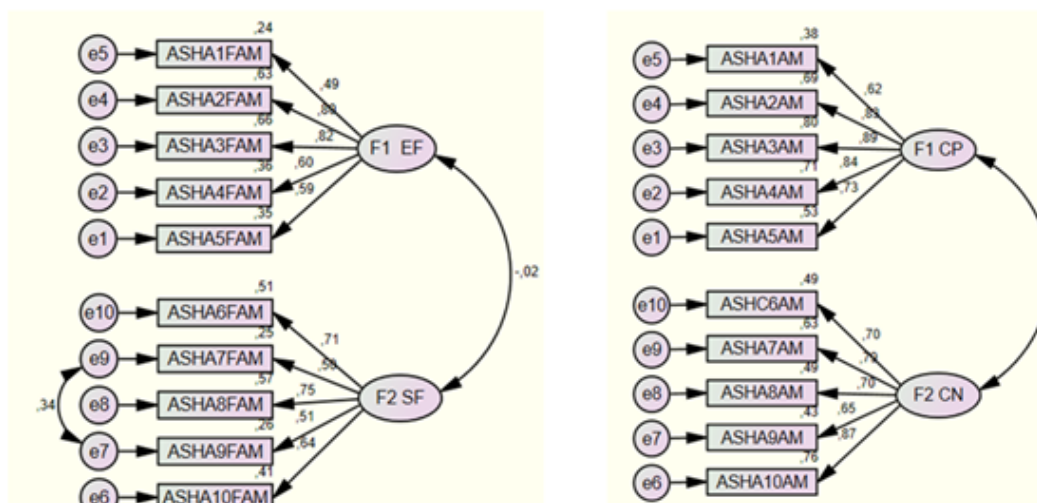 ,24
e5 ASHA1FAM
,49
,63
e4 ASHA2FAM
,80
,66
e3 ASHA3FAM
,82
F1 EF
,36
,60
e2 ASHA4FAM
,59
,35
e1 ASHA5FAM
-,02
,51
e10 ASHA6FAM
,71
,25
e9 ASHA7FAM
,50
,57
,34
e8 ASHA8FAM
,75
F2 SF
,26
,51
e7 ASHA9FAM
,64
,41
e6 ASHA10FAM
,38
e5 ASHA1AM
,62
,69
e4 ASHA2AM
,83
,80
e3 ASHA3AM
,89
F1 CP
,71
,84
e2 ASHA4AM
,73
,53
e1 ASHA5AM
,49
e10 ASHC6AM
,70
,63
e9 ASHA7AM
,79
,49
e8 ASHA8AM
,70
F2 CN
,43
,65
e7 ASHA9AM
,87
,76
e6 ASHA10AM